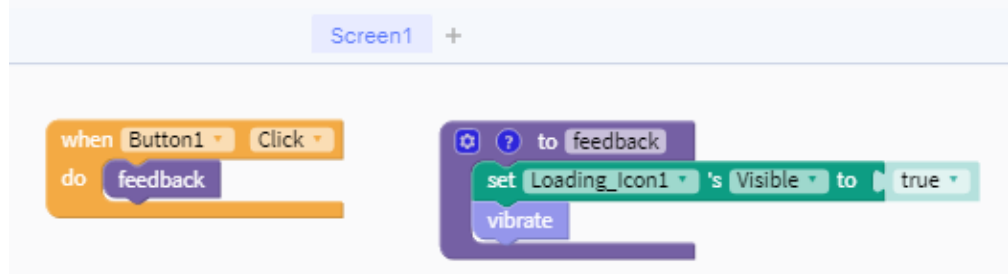 Screen1 +
when Button1 Click
do feedback
? to feedback
set Loading_Icon1 's Visible to true
vibrate